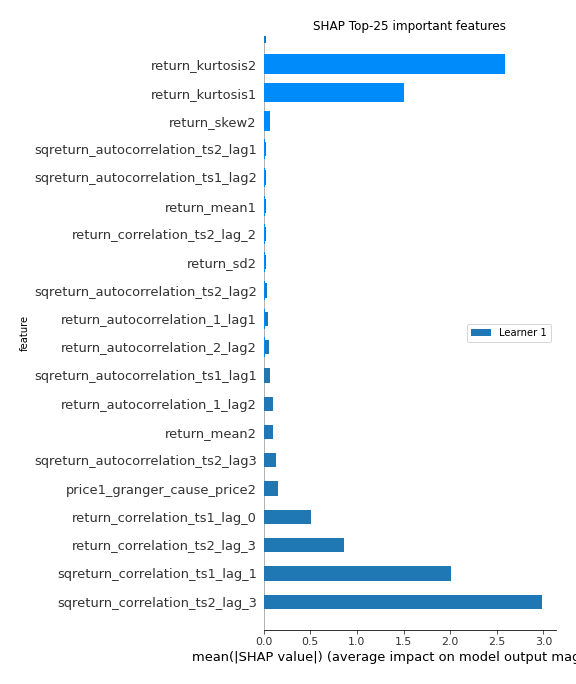 SHAP Top-25 important features
return_kurtosis2
return_kurtosis1
return_skew2
sqreturn_autocorrelation_ts2_lag1
sqreturn_autocorrelation_ts1_lag2
return_mean1
return_correlation_ts2_lag_2
return_sd2
sqreturn_autocorrelation_ts2_lag2
return_autocorrelation_1_lag1
return_autocorrelation_2_lag2
sqreturn_autocorrelation_ts1_lag1
return_autocorrelation_1_lag2
return_mean2
sqreturn_autocorrelation_ts2_lag3
price1_granger_cause_price2
return_correlation_ts1_lag_0
return_correlation_ts2_lag_3
sqreturn_correlation_ts1_lag_1
sqreturn_correlation_ts2_lag_3
feature
Learner 1
0.0 0.5 1.0 1.5 2.0 2.5 3.0
mean(|SHAP value|) (average impact on model output mag